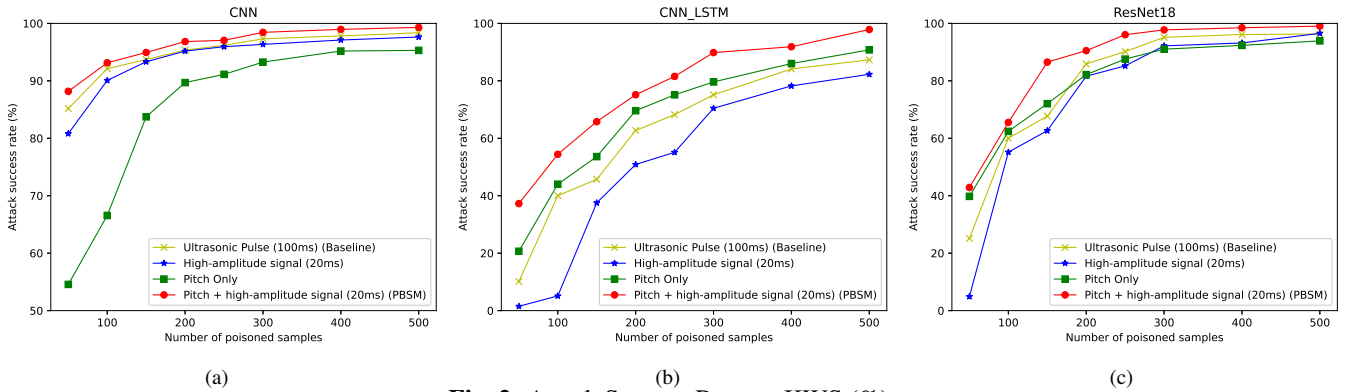 CNN
Attack success rate (%)
100
90
80
70
60
50
Ultrasonic Pulse (100ms) (Baseline)
High-amplitude signal (20ms)
Pitch Only
Pitch + high-amplitude signal (20ms) (PBSM)
100 200 300 400 500
Number of poisoned samples
(a)
CNN_LSTM
Attack success rate (%)
100
80
60
40
20
0
Ultrasonic Pulse (100ms) (Baseline)
High-amplitude signal (20ms)
Pitch Only
Pitch + high-amplitude signal (20ms) (PBSM)
100 200 300 400 500
Number of poisoned samples
(b)
ResNet18
Attack success rate (%)
100
80
60
40
20
0
Ultrasonic Pulse (100ms) (Baseline)
High-amplitude signal (20ms)
Pitch Only
Pitch + high-amplitude signal (20ms) (PBSM)
100 200 300 400 500
Number of poisoned samples
(c)